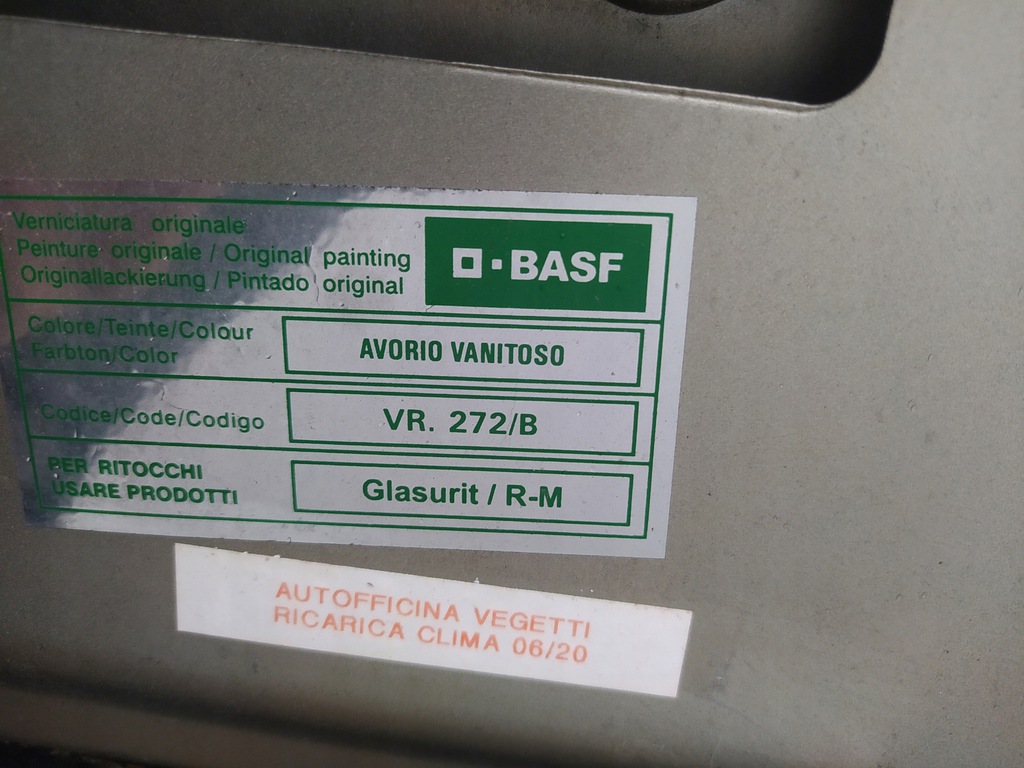 Verniciatura originale
Peinture originale / Original painting
Originallackierung / Pintado original
BASF
Colore/Teinte/Colour
Farbton/Color
AVORIO VANITOSO
Codice/Code/Codigo
VR. 272/B
PER RITOCCHI
USARE PRODOTTI
Glasurit / R-M
AUTOFFICINA VEGETTI
RICARICA CLIMA 06/20